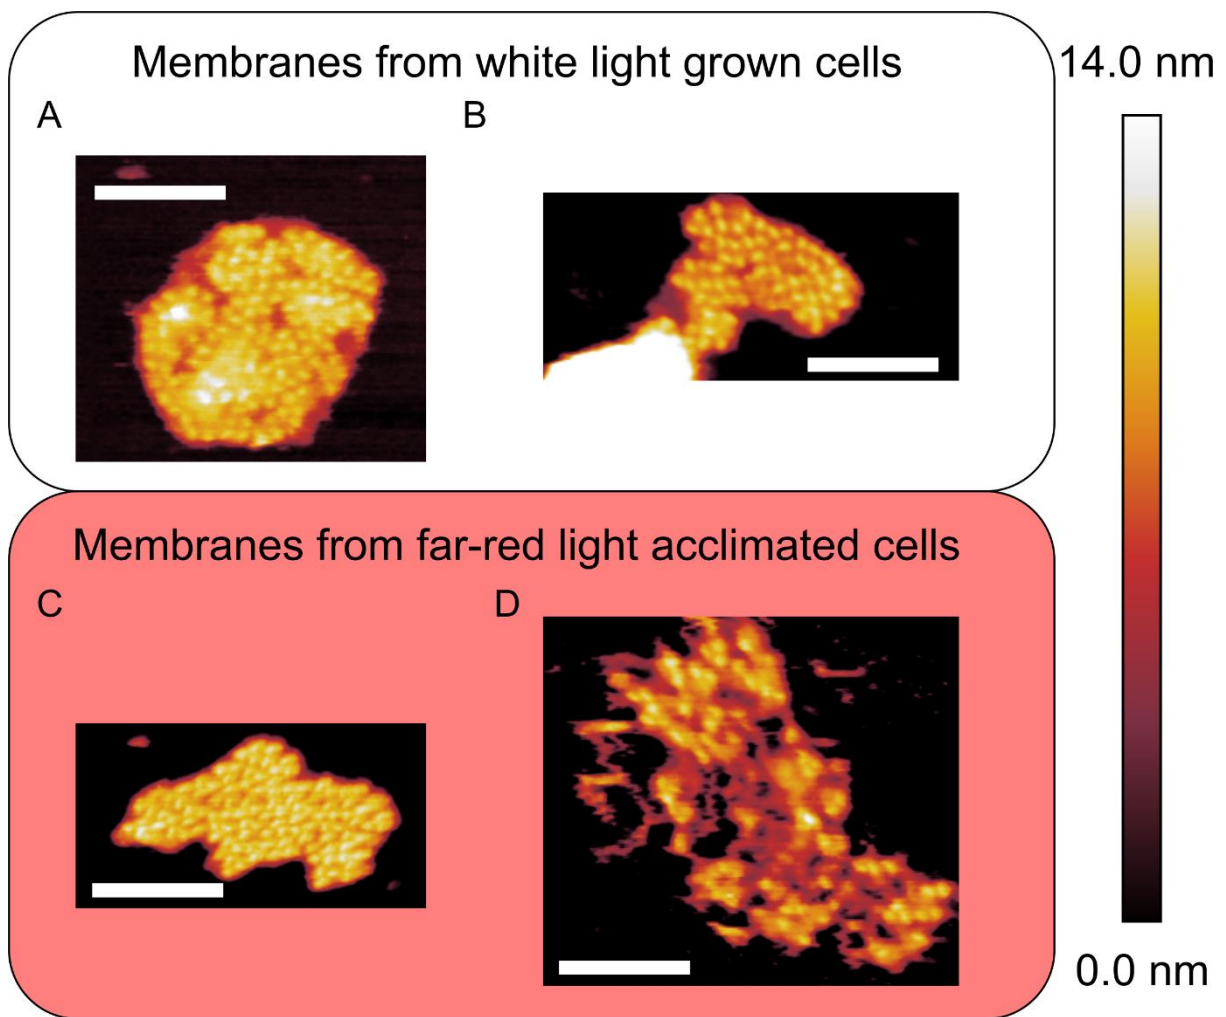 Membranes from white light grown cells
14.0 nm
A
B
Membranes from far-red light acclimated cells
C
D
0.0 nm